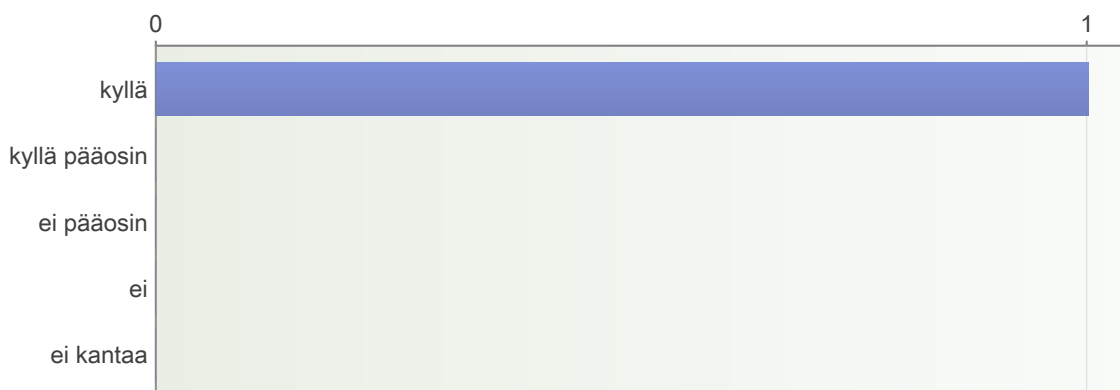 0 1
kyllä
kyllä pääosin
ei pääosin
ei
ei kantaa